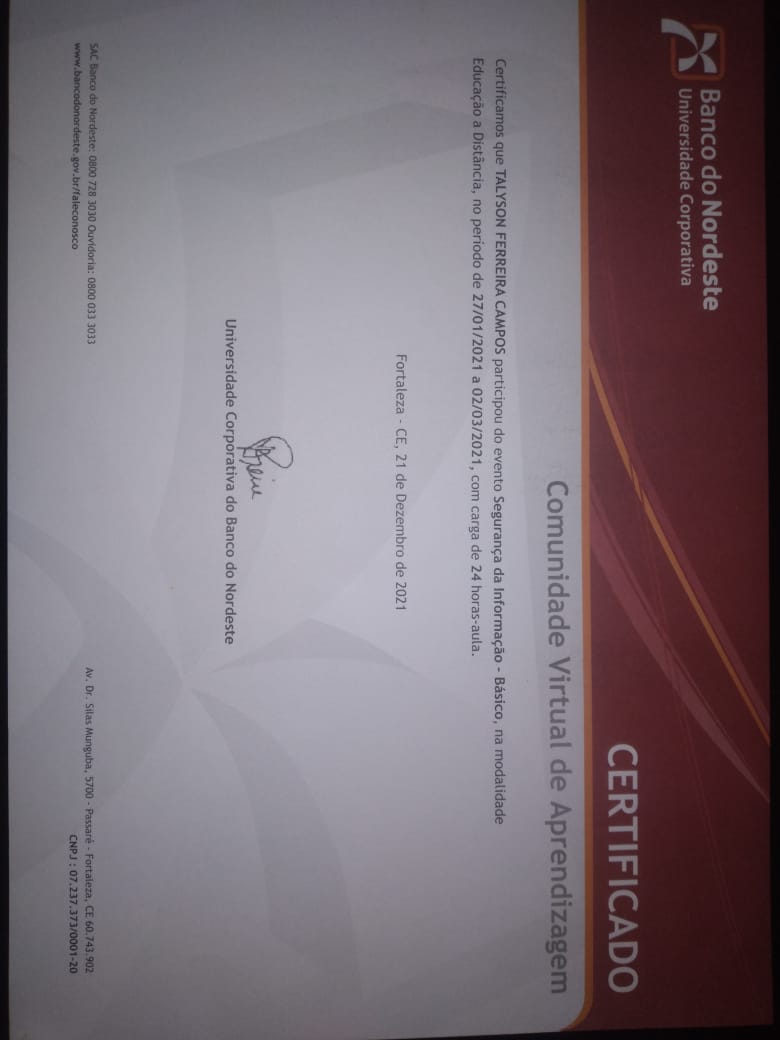 Banco do Nordeste
Universidade Corporativa
CERTIFICADO
Comunidade Virtual de Aprendizagem
Certificamos que TALYSON FERREIRA CAMPOS participou do evento Segurança da Informação - Básico, na modalidade
Educação a Distância, no período de 27/01/2021 a 02/03/2021, com carga de 24 horas-aula.
Fortaleza - CE, 21 de Dezembro de 2021
Universidade Corporativa do Banco do Nordeste
SAC Banco do Nordeste: 0800 728 3030 Ouvidoria: 0800 033 3033
www.bancodonordeste.gov.br/faleconosco
Av. Dr. Silas Munguba, 5700 - Passaré - Fortaleza, CE 60.743.902
CNPJ : 07.237.373/0001-20